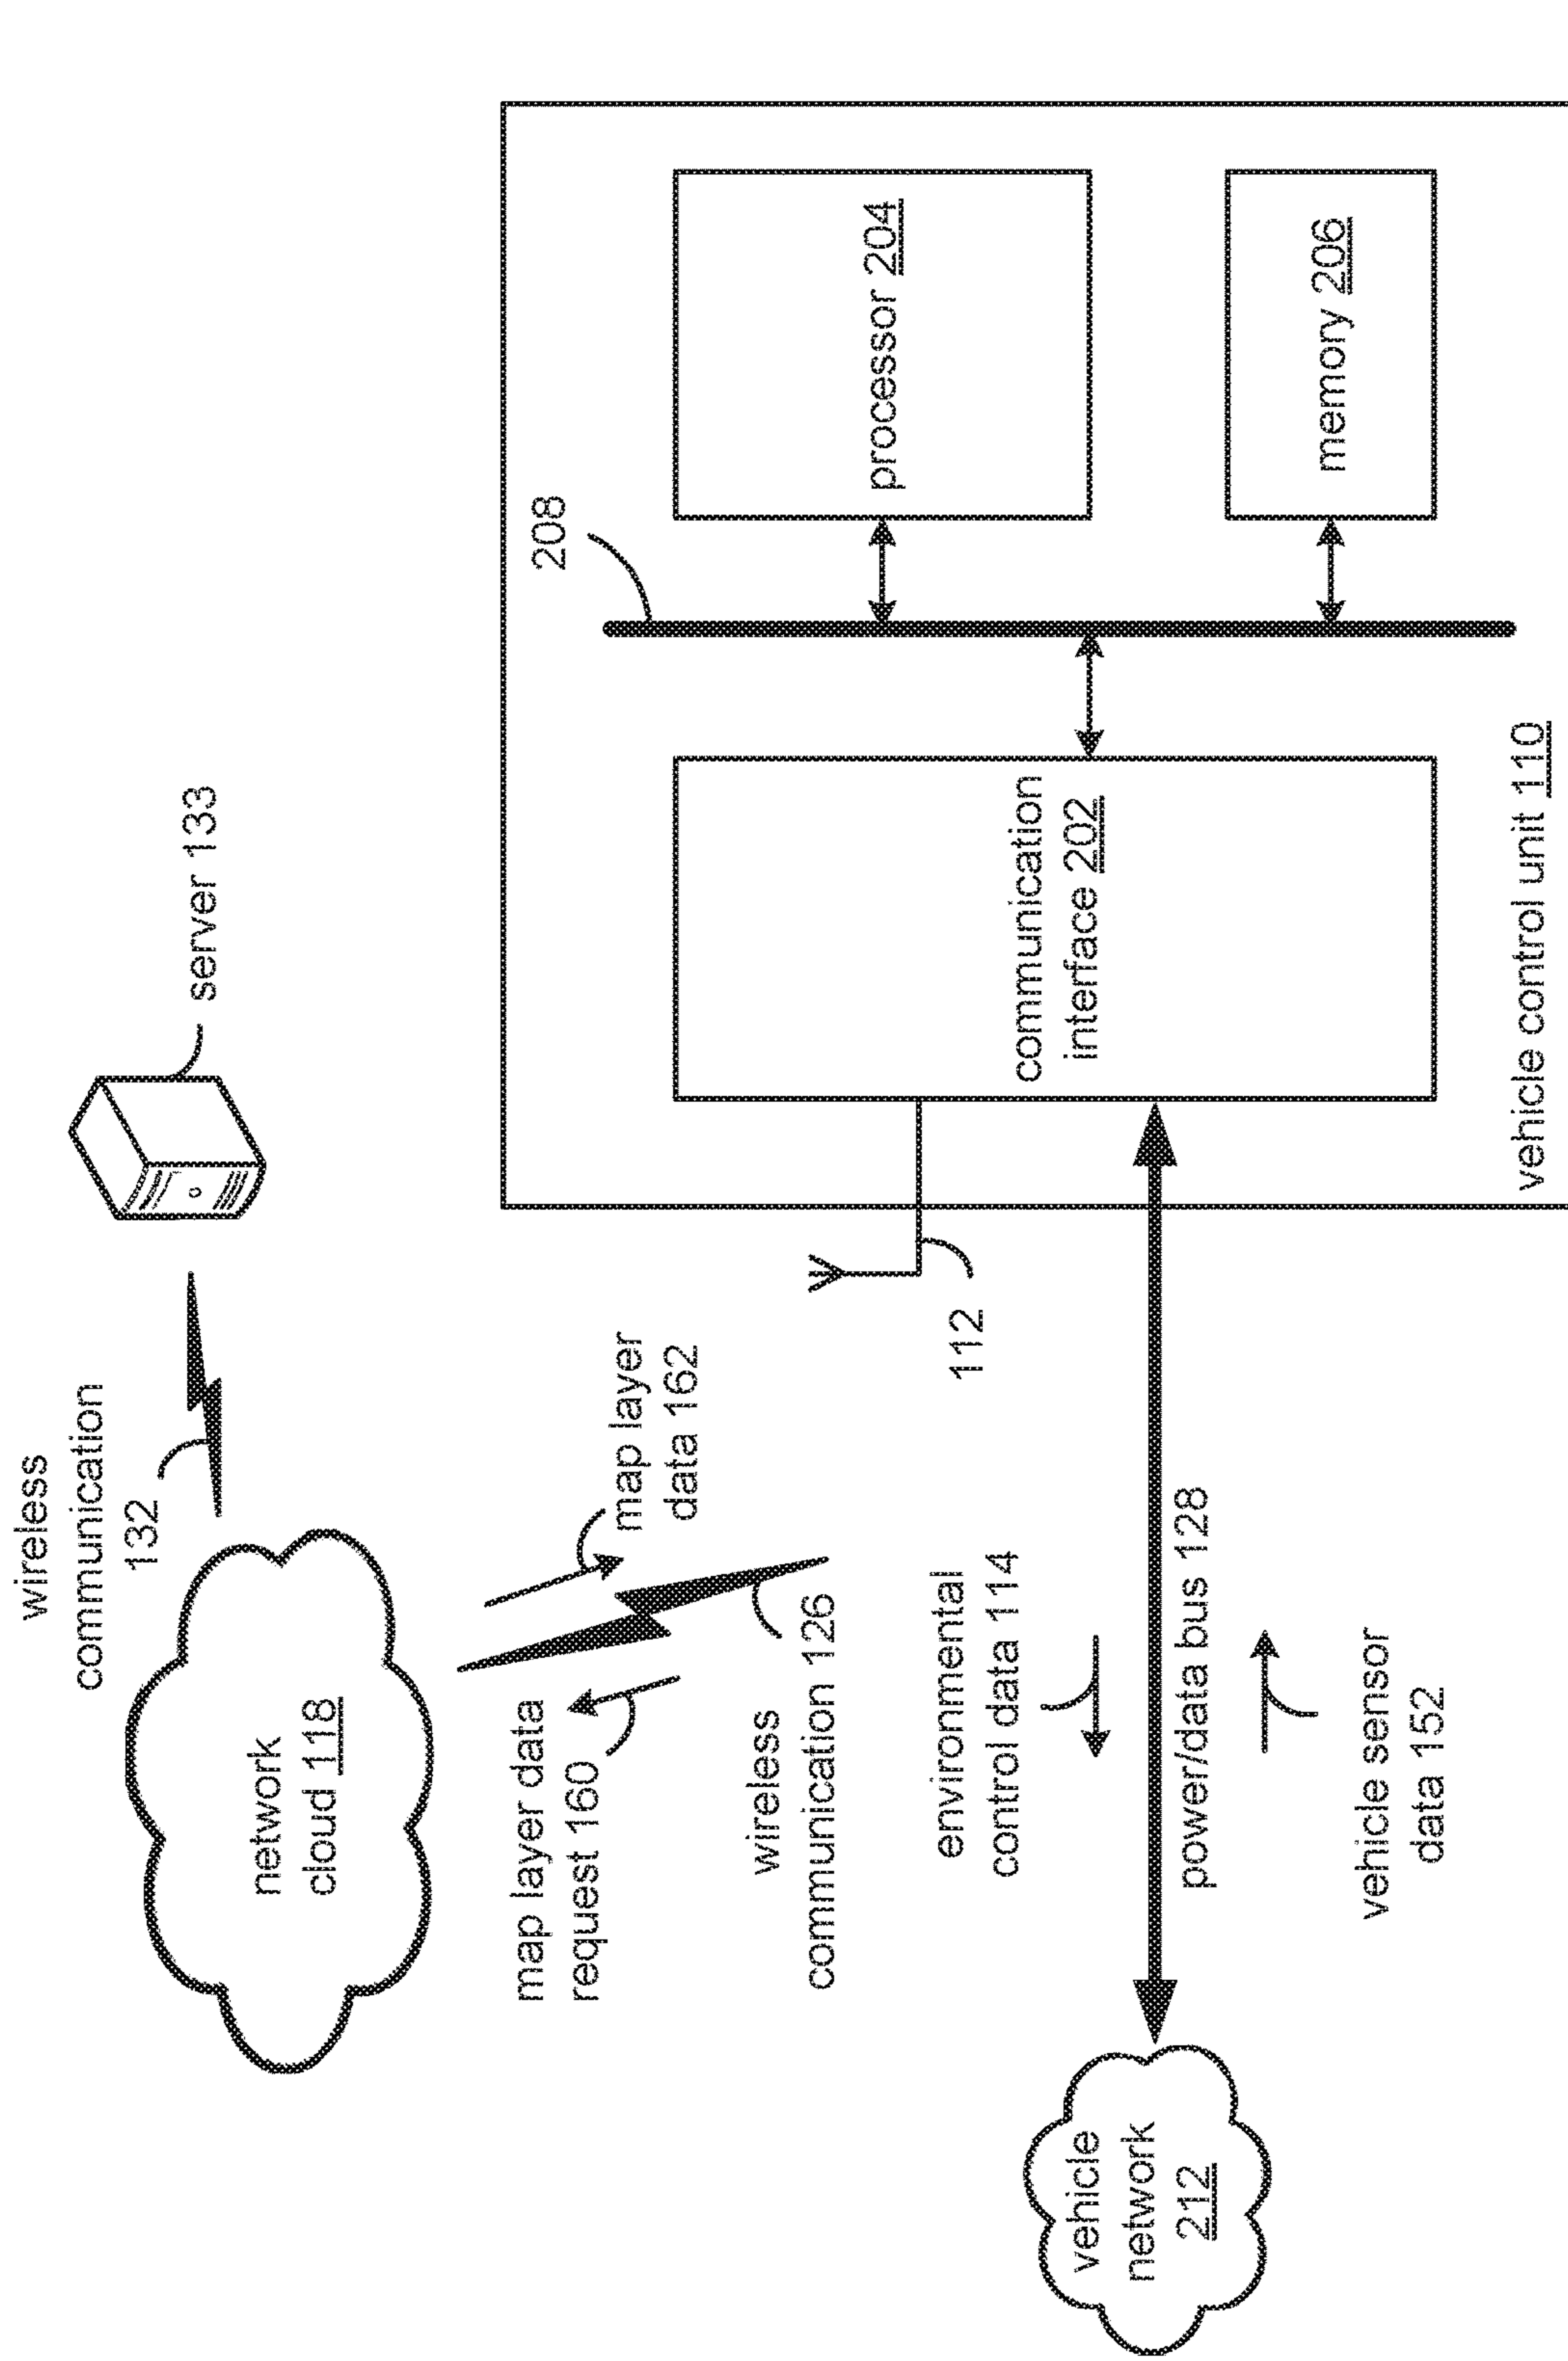 wireless
communication
132
server 133
network
cloud 118
map layer
data 162
map layer data
request 160
wireless
communication 126
208
processor 204
112
communication
interface 202
environmental
control data 114
power/data bus 128
memory 206
vehicle
network
212
vehicle sensor
data 152
vehicle control unit 110